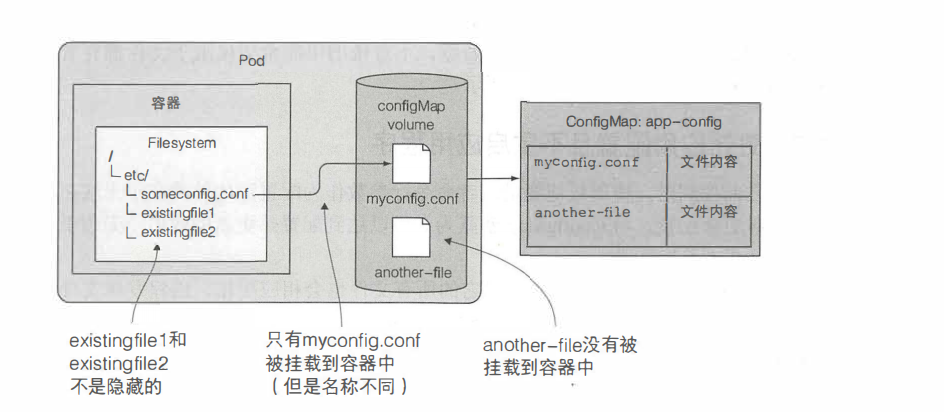 Pod
容器
Filesystem
/
etc/
someconfig.conf
existingfile1
existingfile2
configMap
volume
myconfig.conf
another-file
ConfigMap: app-config
myconfig.conf 文件内容
another-file 文件内容
existingfile1和
existingfile2
不是隐藏的
只有myconfig.conf
被挂载到容器中
（但是名称不同）
another-file没有被
挂载到容器中